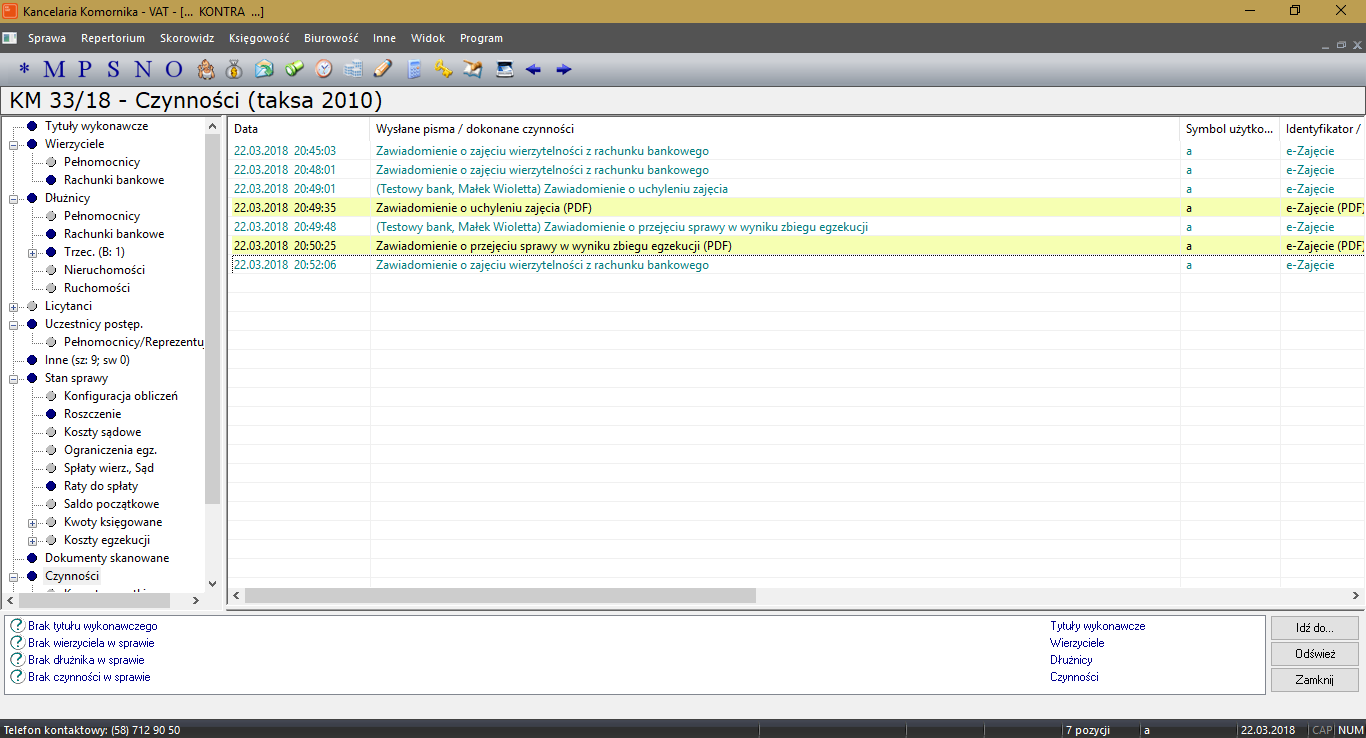 Kancelaria Komornika - VAT - [... KONTRA ...]
Sprawa Repertorium Skorowidz Księgowość Biurowość Inne Widok Program
* M P S N O
KM 33/18 - Czynności (taksa 2010)
Tytuły wykonawcze
Wierzyciele
Pełnomocnicy
Rachunki bankowe
Dłużnicy
Pełnomocnicy
Rachunki bankowe
Trzec. (B: 1)
Nieruchomości
Ruchomości
Licytanci
Uczestnicy postęp.
Pełnomocnicy/Reprezentu
Inne (sz: 9; sw 0)
Stan sprawy
Konfiguracja obliczeń
Roszczenie
Koszty sądowe
Ograniczenia egz.
Spłaty wierz., Sąd
Raty do spłaty
Saldo początkowe
Kwoty księgowane
Koszty egzekucji
Dokumenty skanowane
Czynności
Data Wysłane pisma / dokonane czynności Symbol użytko... Identyfikator /
22.03.2018 20:45:03 Zawiadomienie o zajęciu wierzytelności z rachunku bankowego a e-Zajęcie
22.03.2018 20:48:01 Zawiadomienie o zajęciu wierzytelności z rachunku bankowego a e-Zajęcie
22.03.2018 20:49:01 (Testowy bank, Małek Wioletta) Zawiadomienie o uchyleniu zajęcia a e-Zajęcie
22.03.2018 20:49:35 Zawiadomienie o uchyleniu zajęcia (PDF) a e-Zajęcie (PDF)
22.03.2018 20:49:48 (Testowy bank, Małek Wioletta) Zawiadomienie o przejęciu sprawy w wyniku zbiegu egzekucji a e-Zajęcie
22.03.2018 20:50:25 Zawiadomienie o przejęciu sprawy w wyniku zbiegu egzekucji (PDF) a e-Zajęcie (PDF)
22.03.2018 20:52:06 Zawiadomienie o zajęciu wierzytelności z rachunku bankowego a e-Zajęcie
Brak tytułu wykonawczego Tytuły wykonawcze
Brak wierzyciela w sprawie Wierzyciele
Brak dłużnika w sprawie Dłużnicy
Brak czynności w sprawie Czynności
Idź do...
Odśwież
Zamknij
Telefon kontaktowy: (58) 712 90 50 7 pozycji a 22.03.2018 CAP NUM